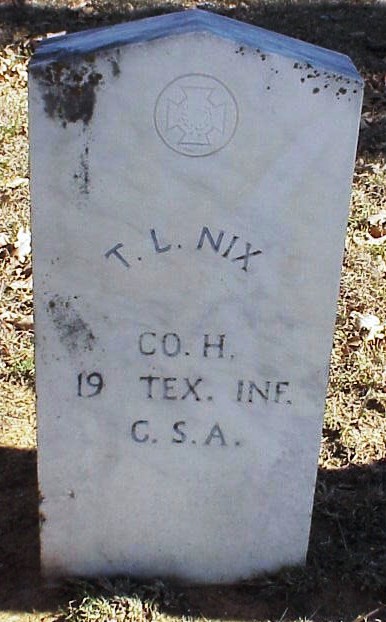 T. L. NIX
CO. H.
19 TEX. INF.
C. S. A.